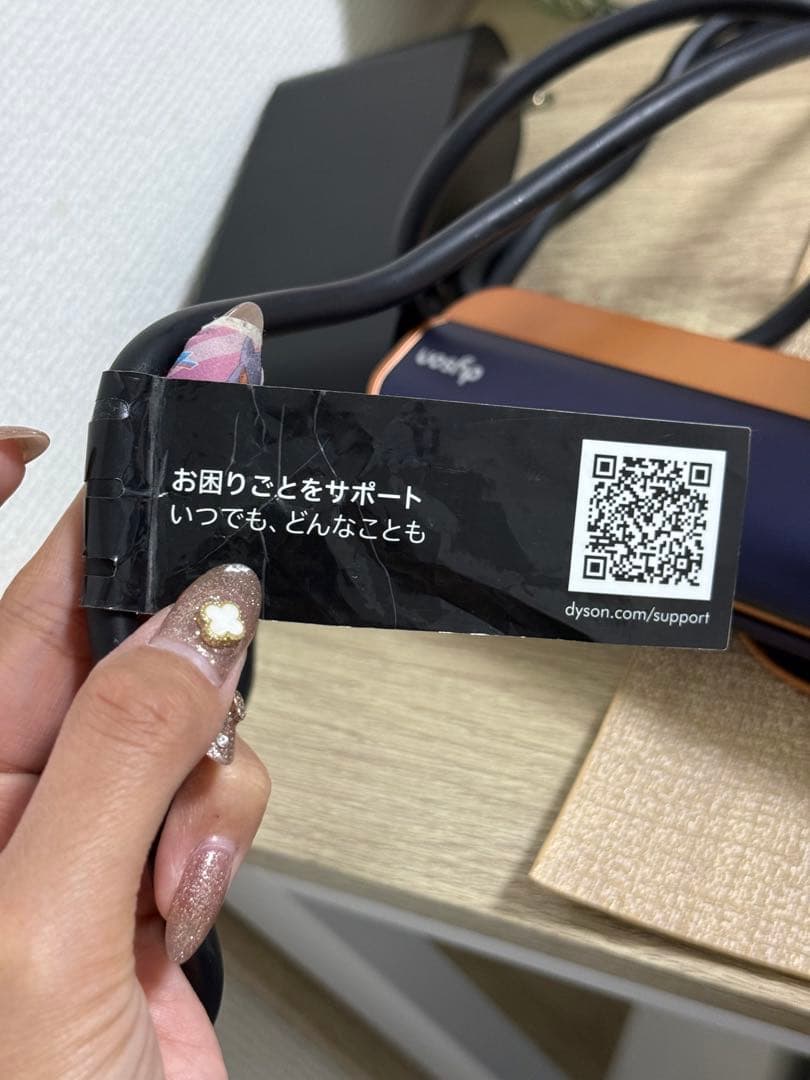 dyson
お困りごとをサポート
いつでも、どんなことも
dyson.com/support